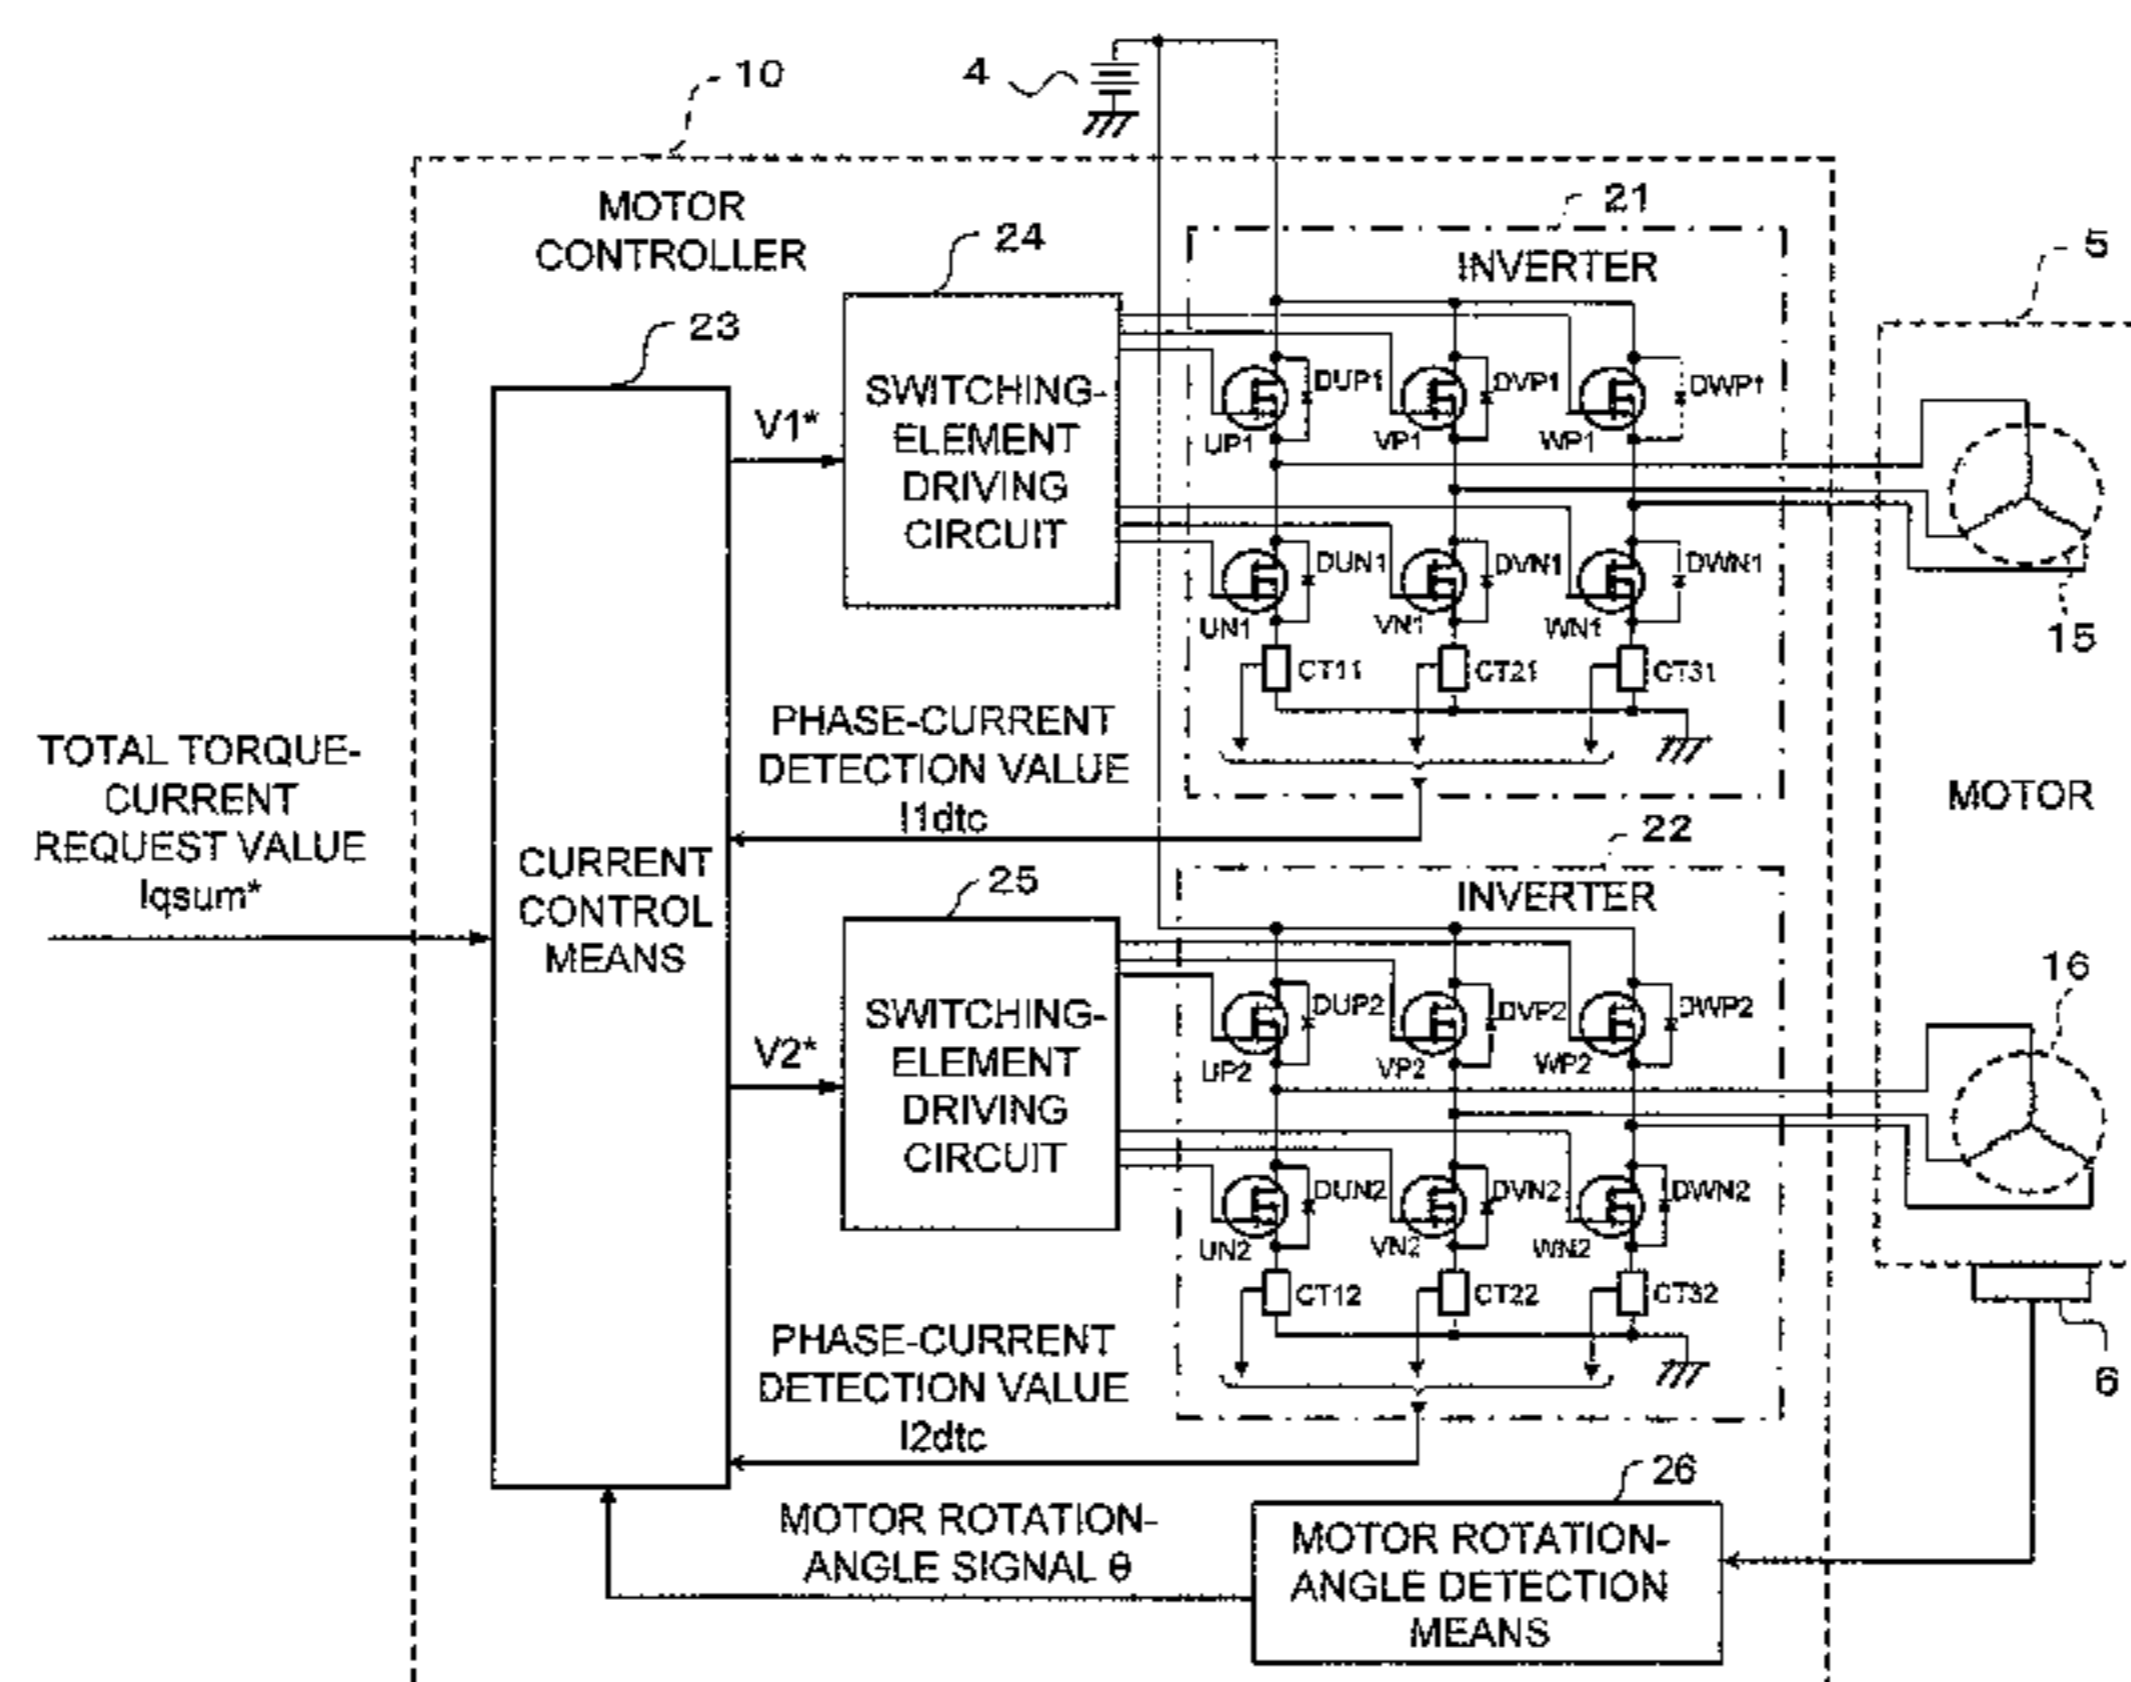 10
4
MOTOR
CONTROLLER
21
INVERTER
24
5
23
SWITCHING-
ELEMENT
DRIVING
CIRCUIT
V1*
DUP1
DVP1
DWP1
UP1
VP1
WP1
DUN1
DVN1
DWN1
UN1
VN1
WN1
15
CT11
CT21
CT31
PHASE-CURRENT
DETECTION VALUE
I1dtc
TOTAL TORQUE-
CURRENT
REQUEST VALUE
Iqsum*
MOTOR
CURRENT
CONTROL
MEANS
22
INVERTER
25
16
SWITCHING-
ELEMENT
DRIVING
CIRCUIT
V2*
DUP2
DVP2
DWP2
UP2
VP2
WP2
DUN2
DVN2
DWN2
UN2
VN2
WN2
CT12
CT22
CT32
PHASE-CURRENT
DETECTION VALUE
I2dtc
6
26
MOTOR ROTATION-
ANGLE SIGNAL θ
MOTOR ROTATION-
ANGLE DETECTION
MEANS